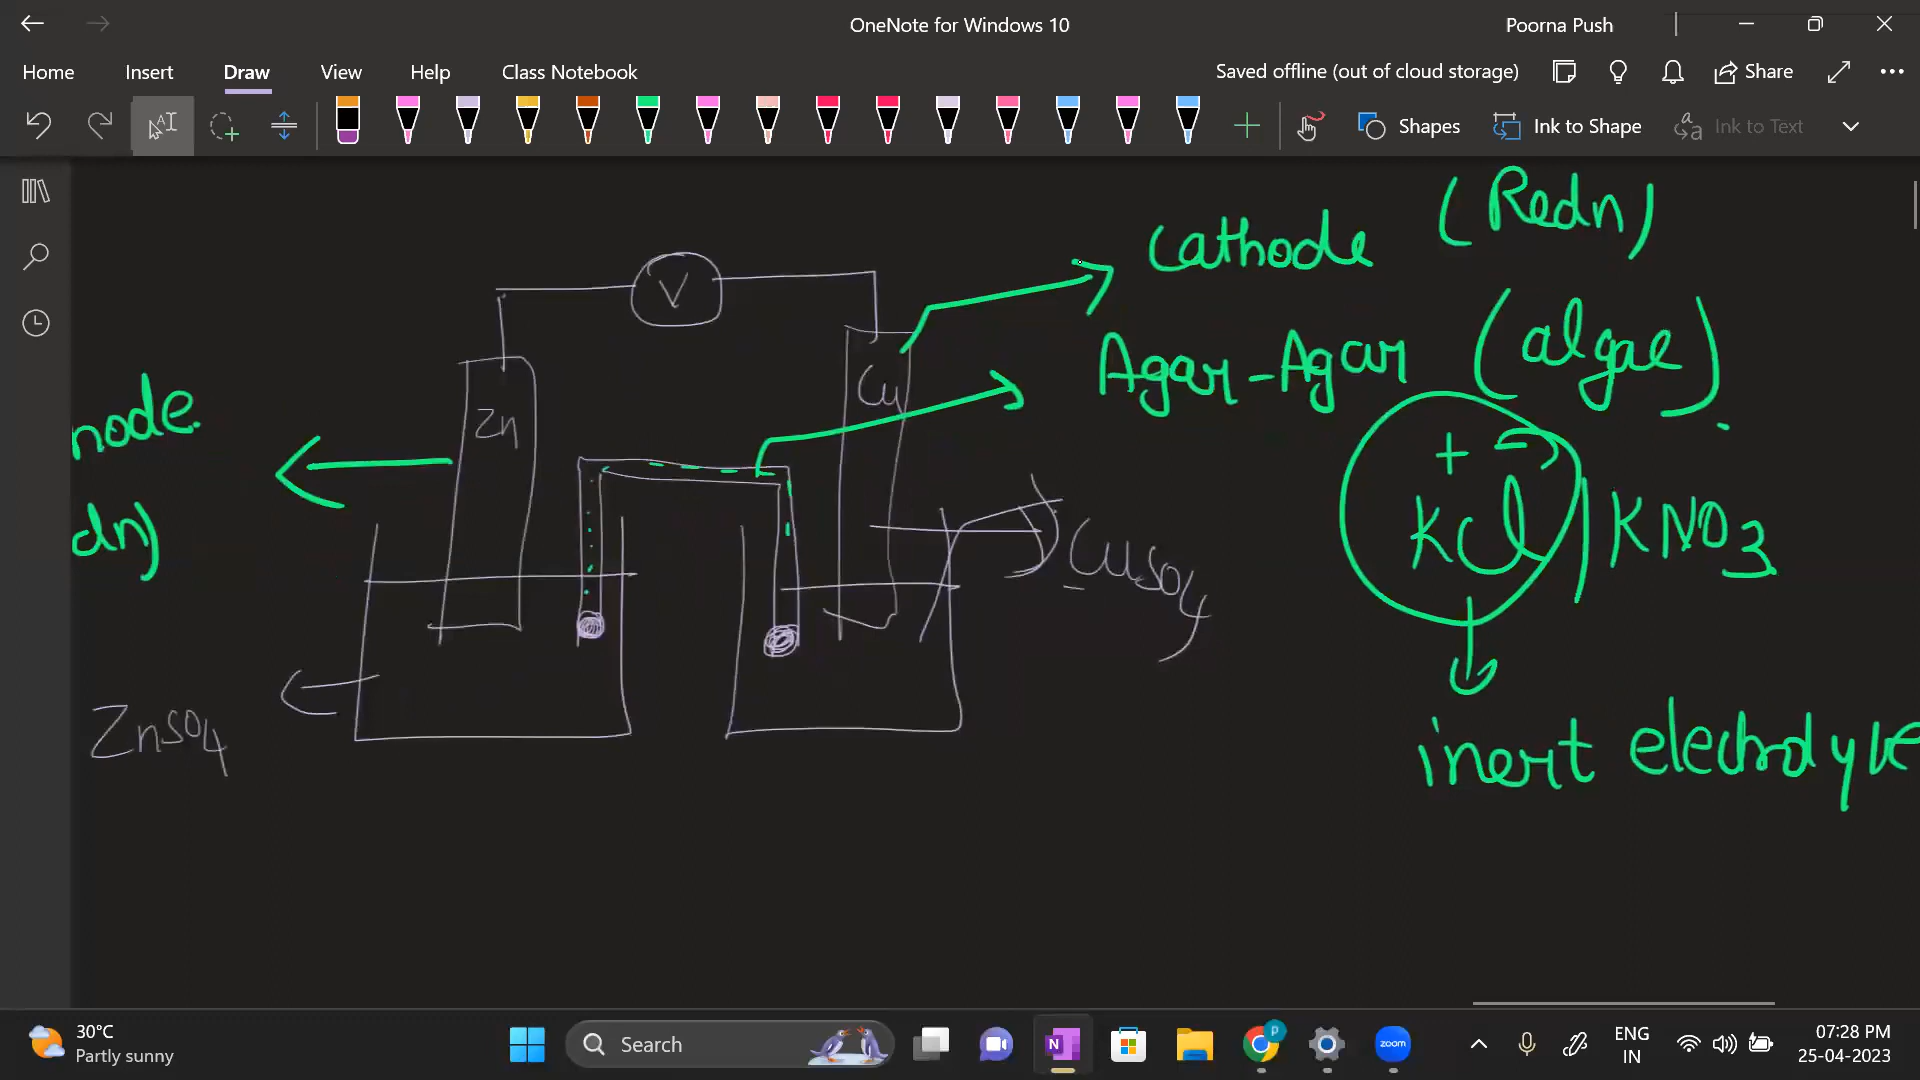 OneNote for Windows 10
Poorna Push
Home Insert Draw View Help Class Notebook
Saved offline (out of cloud storage)
Share
Shapes
Ink to Shape
Ink to Text
(Redn)
Cathode
V
Agar-Agar (algae).
Cu
Zn
node
+ -
KCl | KNO3
dn)
CuSO4
ZnSO4
inert electrolyte
30°C
Partly sunny
Search
zoom
ENG
IN
07:28 PM
25-04-2023